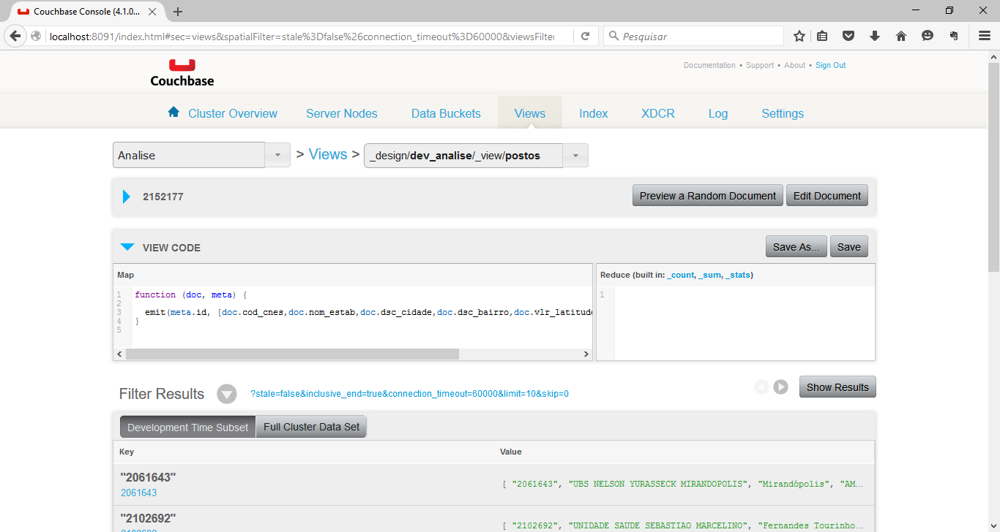 Couchbase Console (4.1.0...
localhost:8091/index.html#sec=views&spatialFilter=stale%3Dfalse%26connection_timeout%3D60000&viewsFilter
Pesquisar
Couchbase
Documentation • Support • About • Sign Out
Cluster Overview Server Nodes Data Buckets Views Index XDCR Log Settings
Analise > Views > _design/dev_analise/_view/postos
2152177 Preview a Random Document Edit Document
VIEW CODE Save As... Save
Map Reduce (built in: _count, _sum, _stats)
1 function (doc, meta) { 1
2
3 emit(meta.id, [doc.cod_cnes,doc.nom_estab,doc.dsc_cidade,doc.dsc_bairro,doc.vlr_latitude
4 }
5
Filter Results ?stale=false&inclusive_end=true&connection_timeout=60000&limit=10&skip=0 Show Results
Development Time Subset Full Cluster Data Set
Key Value
"2061643"
2061643 [ "2061643", "UBS NELSON YURASSECK MIRANDOPOLIS", "Mirandópolis", "AM...
"2102692"
2102692 [ "2102692", "UNIDADE SAUDE SEBASTIAO MARCELINO", "Fernandes Tourinho...